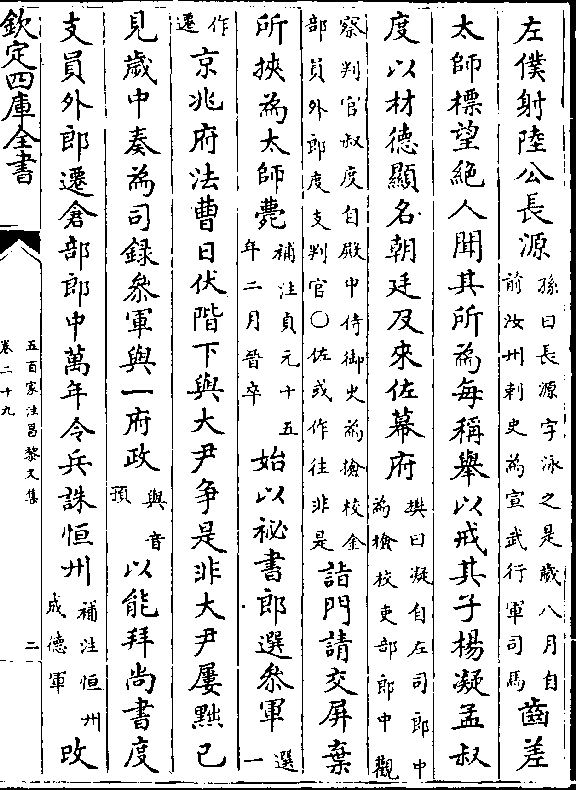 左僕射陸公長源孫曰長源字泳之是歲八月自
前汝州刺史為宣武行軍司馬齒差
太師標望絶人聞其所為每稱舉以戒其子楊凝孟叔
度以材德顯名朝廷及來佐幕府樊曰凝自左司郎中
為檢校吏部郎中觀
察判官叔度自殿中侍御史為檢校金
部員外郎度支判官○佐或作往非是詣門請交屏棄
所挾為太師薨補注貞元十五
年二月晉卒始以祕書郎選參軍選一
作遷京兆府法曹日伏階下與大尹爭是非大尹屢黜已
見歲中奏為司録參軍與一府政與音
預以能拜尚書度
支員外郎遷倉部郎中萬年令兵誅恒州補注恒州
成德軍改
欽定四庫全書
五百家注昌黎文集
卷二十九
二